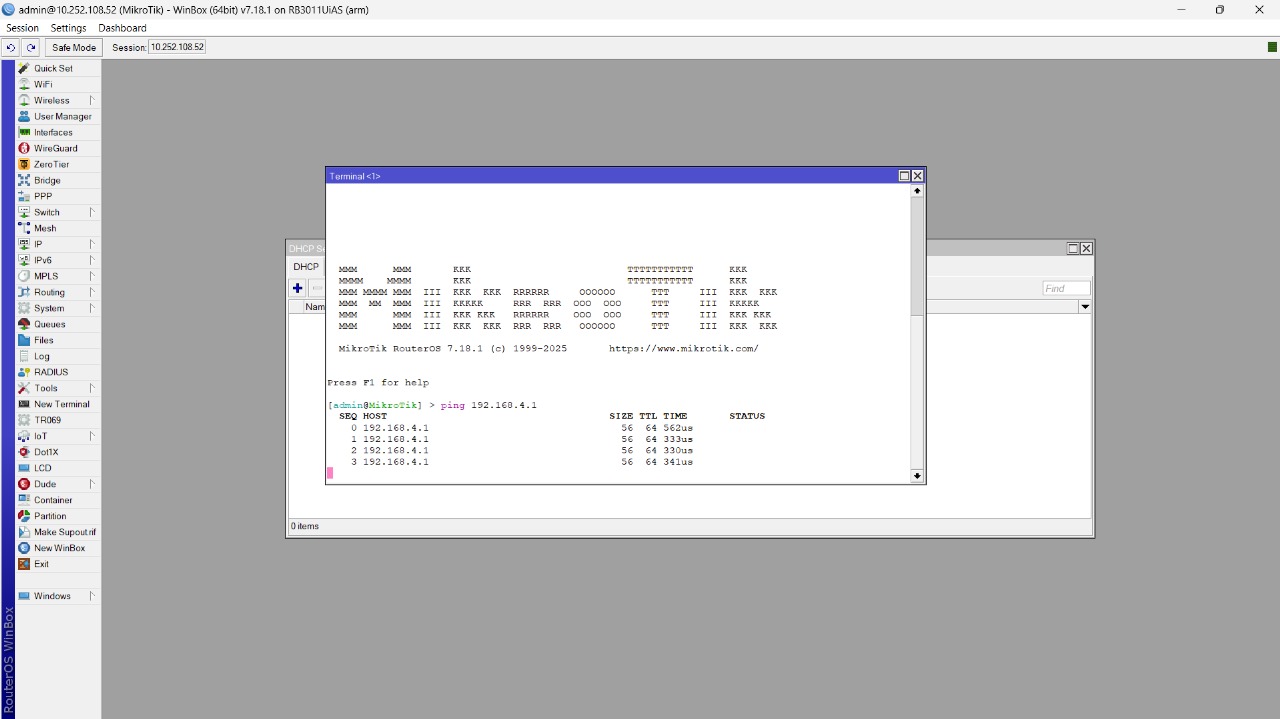 admin@10.252.108.52 (MikroTik) - WinBox (64bit) v7.18.1 on RB3011UiAS (arm)
Session Settings Dashboard
Safe Mode Session: 10.252.108.52
Quick Set
WiFi
Wireless
User Manager
Interfaces
WireGuard
ZeroTier
Bridge
PPP
Switch
Mesh
IP
IPv6
MPLS
Routing
System
Queues
Files
Log
RADIUS
Tools
New Terminal
TR069
IoT
Dot1X
LCD
Dude
Container
Partition
Make Supout.rif
New WinBox
Exit
Windows
RouterOS WinBox
DHCP Se
DHCP
Find
Nam
0 items
Terminal <1>
MMM      MMM       KKK                          TTTTTTTTTTT      KKK
MMMM    MMMM       KKK                          TTTTTTTTTTT      KKK
MMM MMMM MMM  III  KKK  KKK  RRRRRR     OOOOOO      TTT     III  KKK  KKK
MMM  MM  MMM  III  KKKKK     RRR  RRR  OOO  OOO     TTT     III  KKKKK
MMM      MMM  III  KKK KKK   RRRRRR    OOO  OOO     TTT     III  KKK KKK
MMM      MMM  III  KKK  KKK  RRR  RRR   OOOOOO      TTT     III  KKK  KKK
MikroTik RouterOS 7.18.1 (c) 1999-2025       https://www.mikrotik.com/
Press F1 for help
[admin@MikroTik] > ping 192.168.4.1
SEQ HOST SIZE TTL TIME STATUS
0 192.168.4.1 56 64 562us
1 192.168.4.1 56 64 333us
2 192.168.4.1 56 64 330us
3 192.168.4.1 56 64 341us